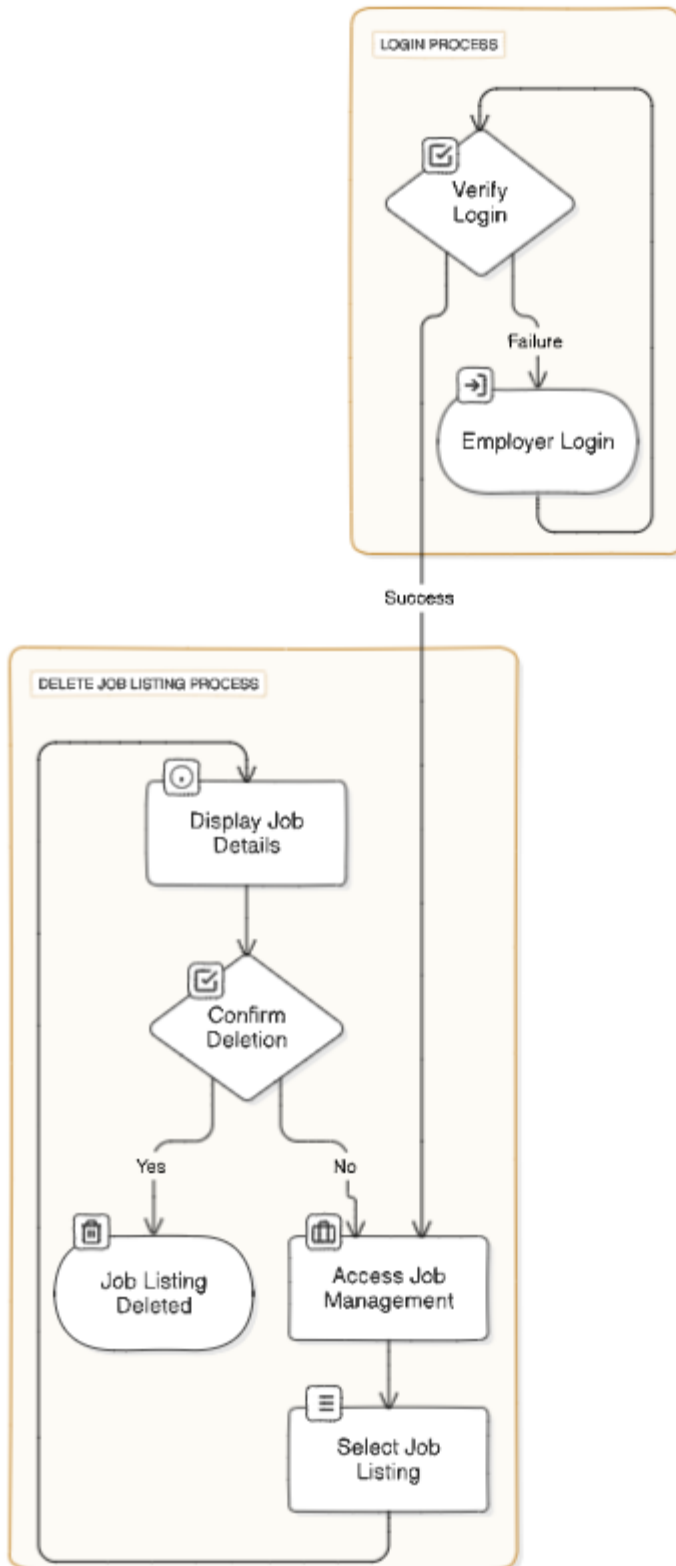 LOGIN PROCESS
Verify
Login
Failure
Employer Login
Success
DELETE JOB LISTING PROCESS
Display Job
Details
Confirm
Deletion
Yes
No
Job Listing
Deleted
Access Job
Management
Select Job
Listing